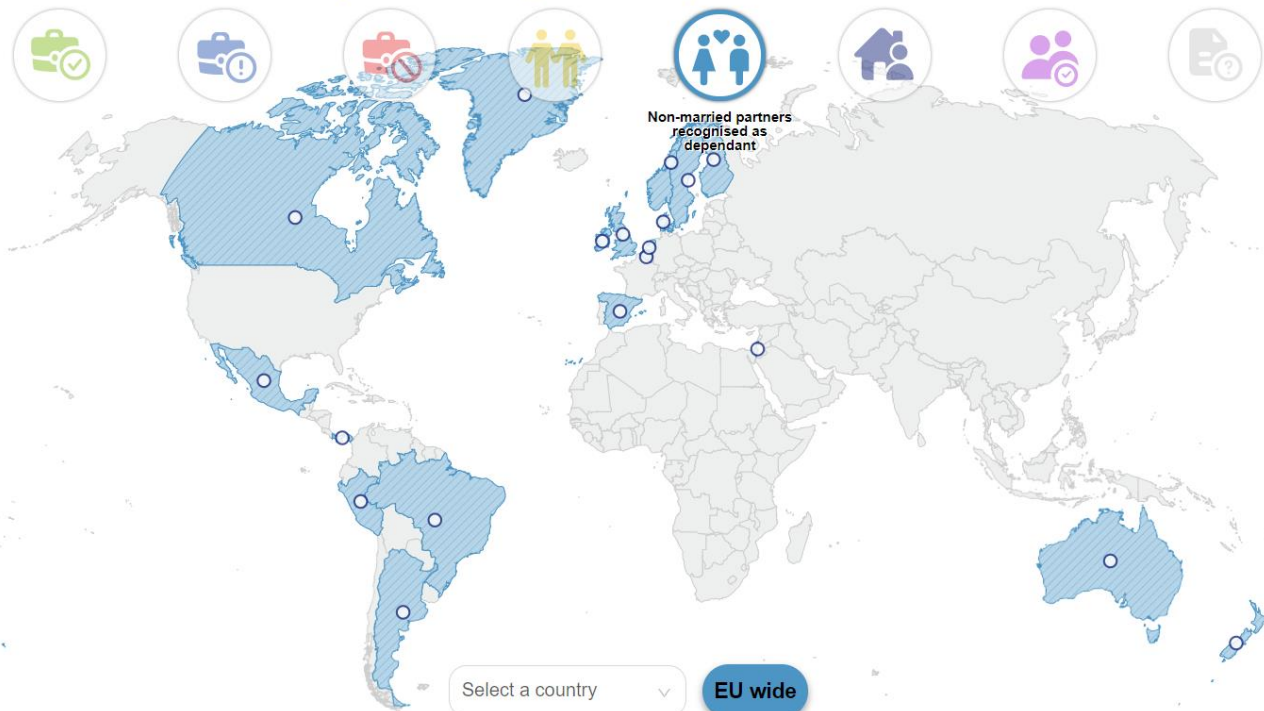 Non-married partners
recognised as
dependant
Select a country
EU wide